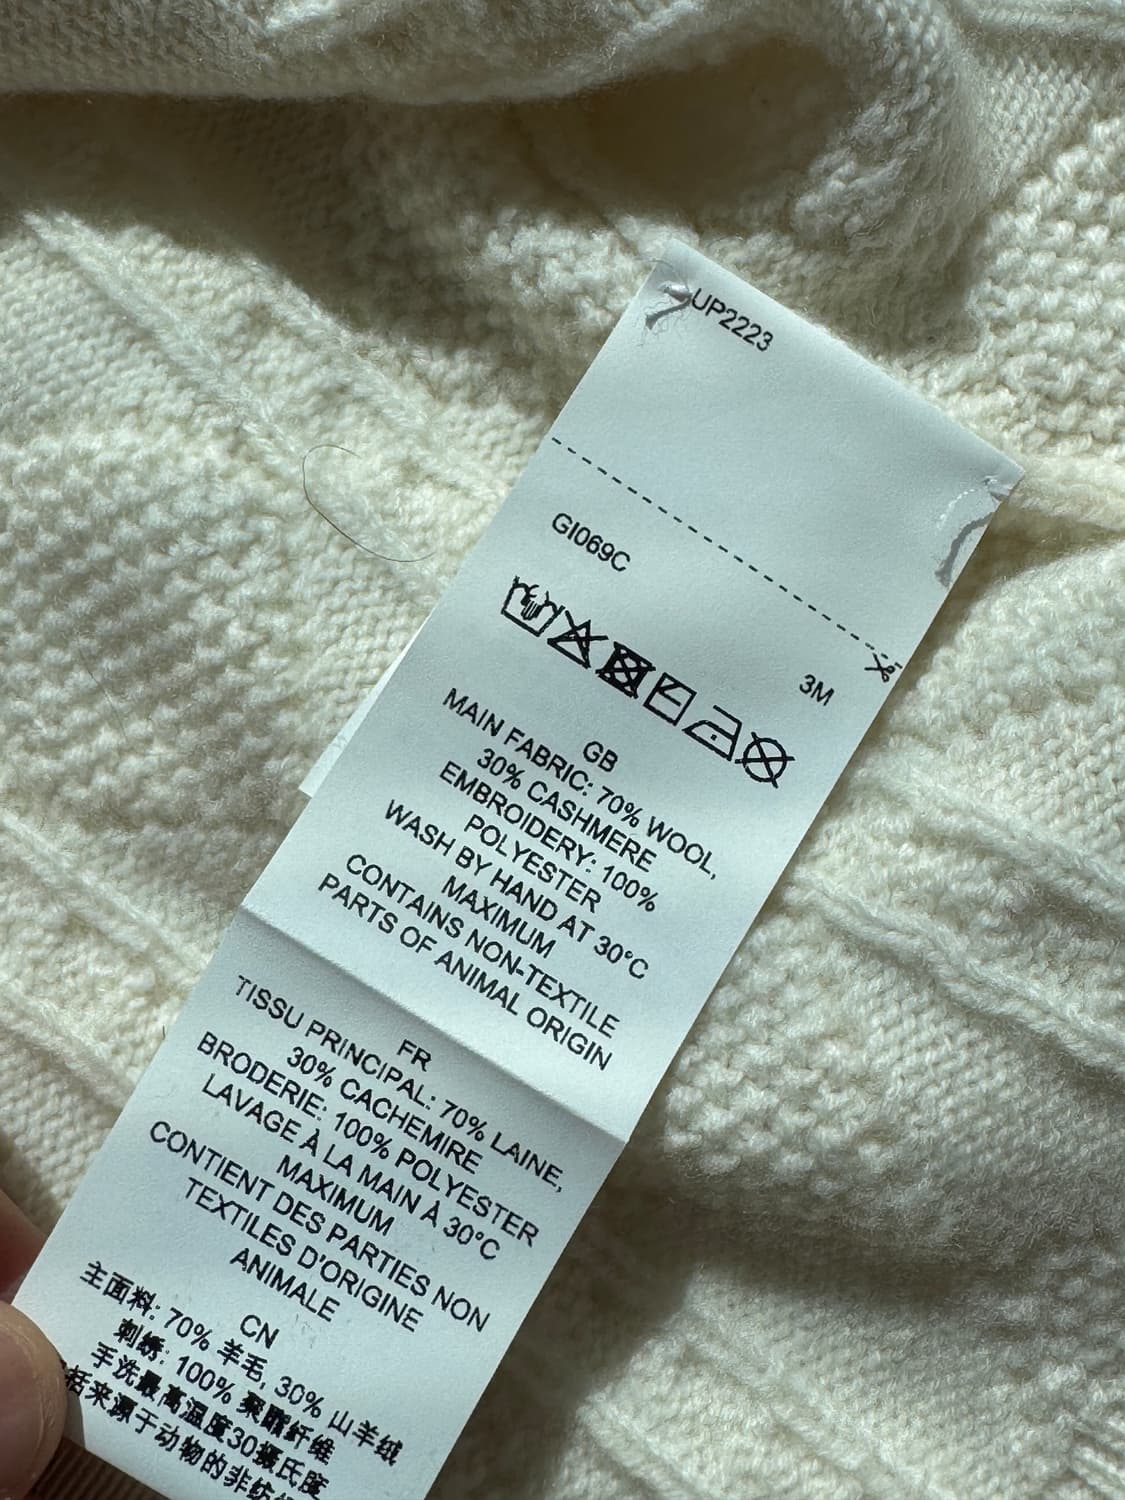 UP2223
GI069C
3M
GB
MAIN FABRIC: 70% WOOL,
30% CASHMERE
EMBROIDERY: 100%
POLYESTER
WASH BY HAND AT 30°C
MAXIMUM
CONTAINS NON-TEXTILE
PARTS OF ANIMAL ORIGIN
FR
TISSU PRINCIPAL: 70% LAINE,
30% CACHEMIRE
BRODERIE: 100% POLYESTER
LAVAGE À LA MAIN À 30°C
MAXIMUM
CONTIENT DES PARTIES NON
TEXTILES D'ORIGINE
ANIMALE
CN
主面料: 70% 羊毛, 30% 山羊绒
刺绣: 100% 聚酯纤维
手洗最高温度30摄氏度
括来源于动物的非纺